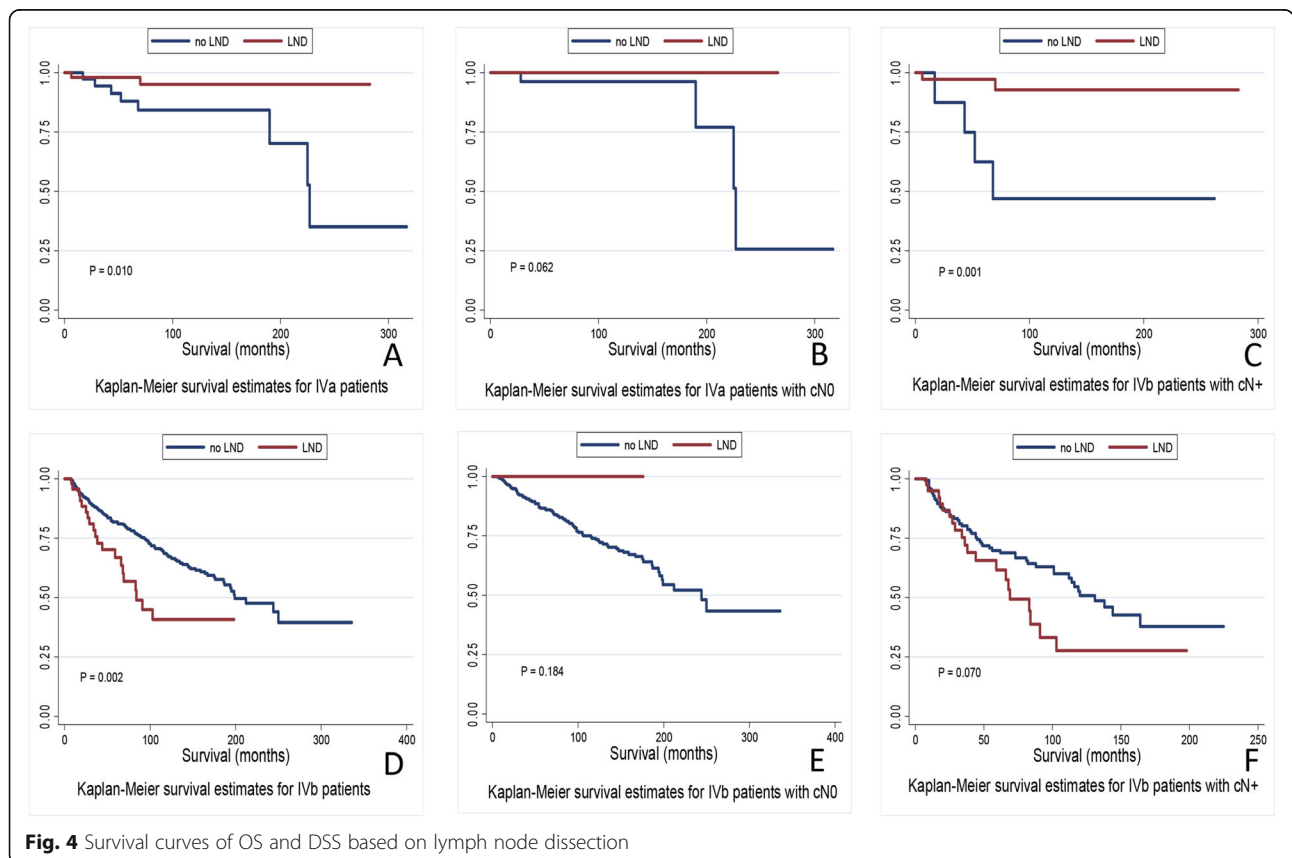 no LND LND
1.00
0.75
0.50
0.25
0.00
P = 0.010
0 100 200 300
Survival (months)
A
Kaplan-Meier survival estimates for IVa patients
no LND LND
1.00
0.75
0.50
0.25
0.00
P = 0.062
0 100 200 300
Survival (months)
B
Kaplan-Meier survival estimates for IVa patients with cN0
no LND LND
1.00
0.75
0.50
0.25
0.00
P = 0.001
0 100 200 300
Survival (months)
C
Kaplan-Meier survival estimates for IVb patients with cN+
no LND LND
1.00
0.75
0.50
0.25
0.00
P = 0.002
0 100 200 300 400
Survival (months)
D
Kaplan-Meier survival estimates for IVb patients
no LND LND
1.00
0.75
0.50
0.25
0.00
P = 0.184
0 100 200 300 400
Survival (months)
E
Kaplan-Meier survival estimates for IVb patients with cN0
no LND LND
1.00
0.75
0.50
0.25
0.00
P = 0.070
0 50 100 150 200 250
Survival (months)
F
Kaplan-Meier survival estimates for IVb patients with cN+
Fig. 4 Survival curves of OS and DSS based on lymph node dissection